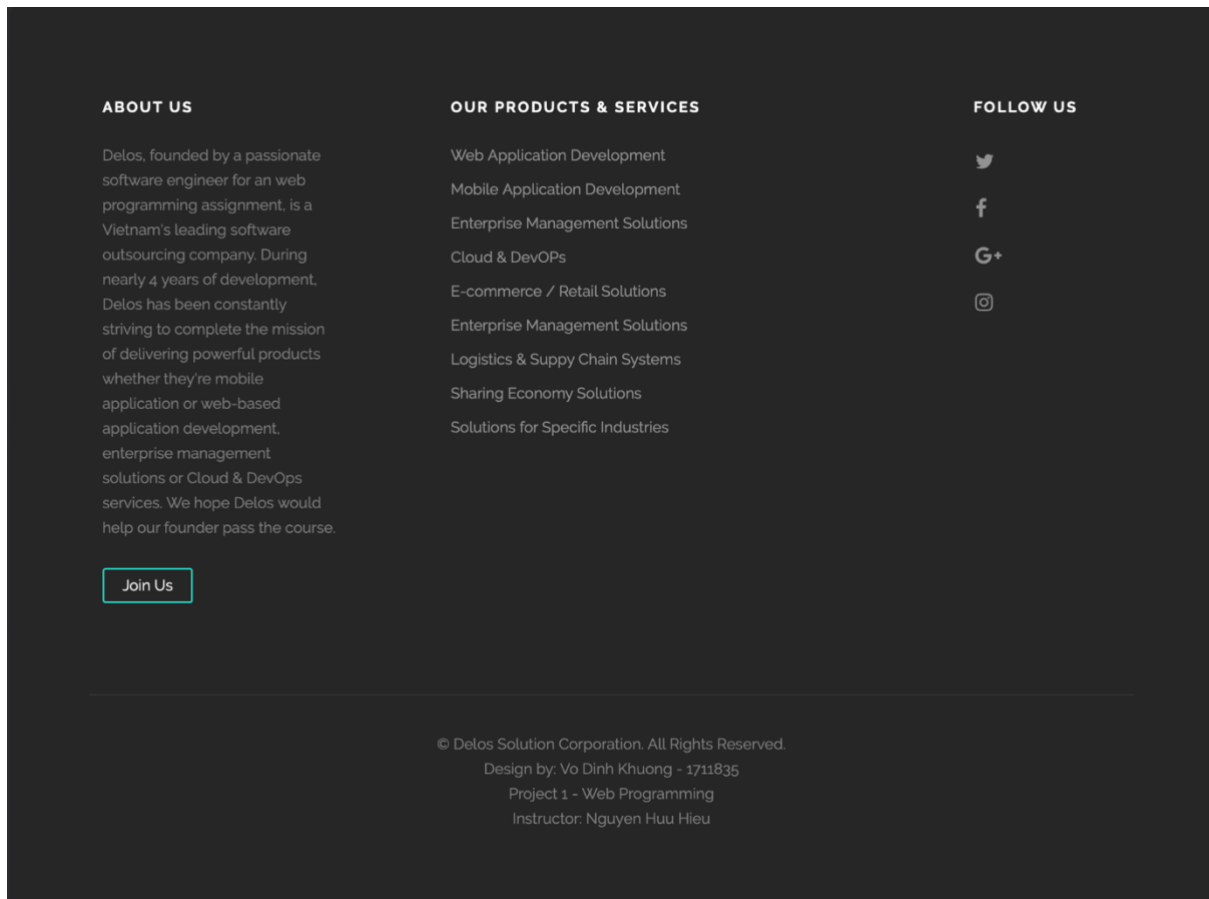 ABOUT US
Delos, founded by a passionate
software engineer for an web
programming assignment, is a
Vietnam's leading software
outsourcing company. During
nearly 4 years of development,
Delos has been constantly
striving to complete the mission
of delivering powerful products
whether they're mobile
application or web-based
application development,
enterprise management
solutions or Cloud & DevOps
services. We hope Delos would
help our founder pass the course.
Join Us
OUR PRODUCTS & SERVICES
Web Application Development
Mobile Application Development
Enterprise Management Solutions
Cloud & DevOPs
E-commerce / Retail Solutions
Enterprise Management Solutions
Logistics & Suppy Chain Systems
Sharing Economy Solutions
Solutions for Specific Industries
FOLLOW US
© Delos Solution Corporation. All Rights Reserved.
Design by: Vo Dinh Khuong - 1711835
Project 1 - Web Programming
Instructor: Nguyen Huu Hieu